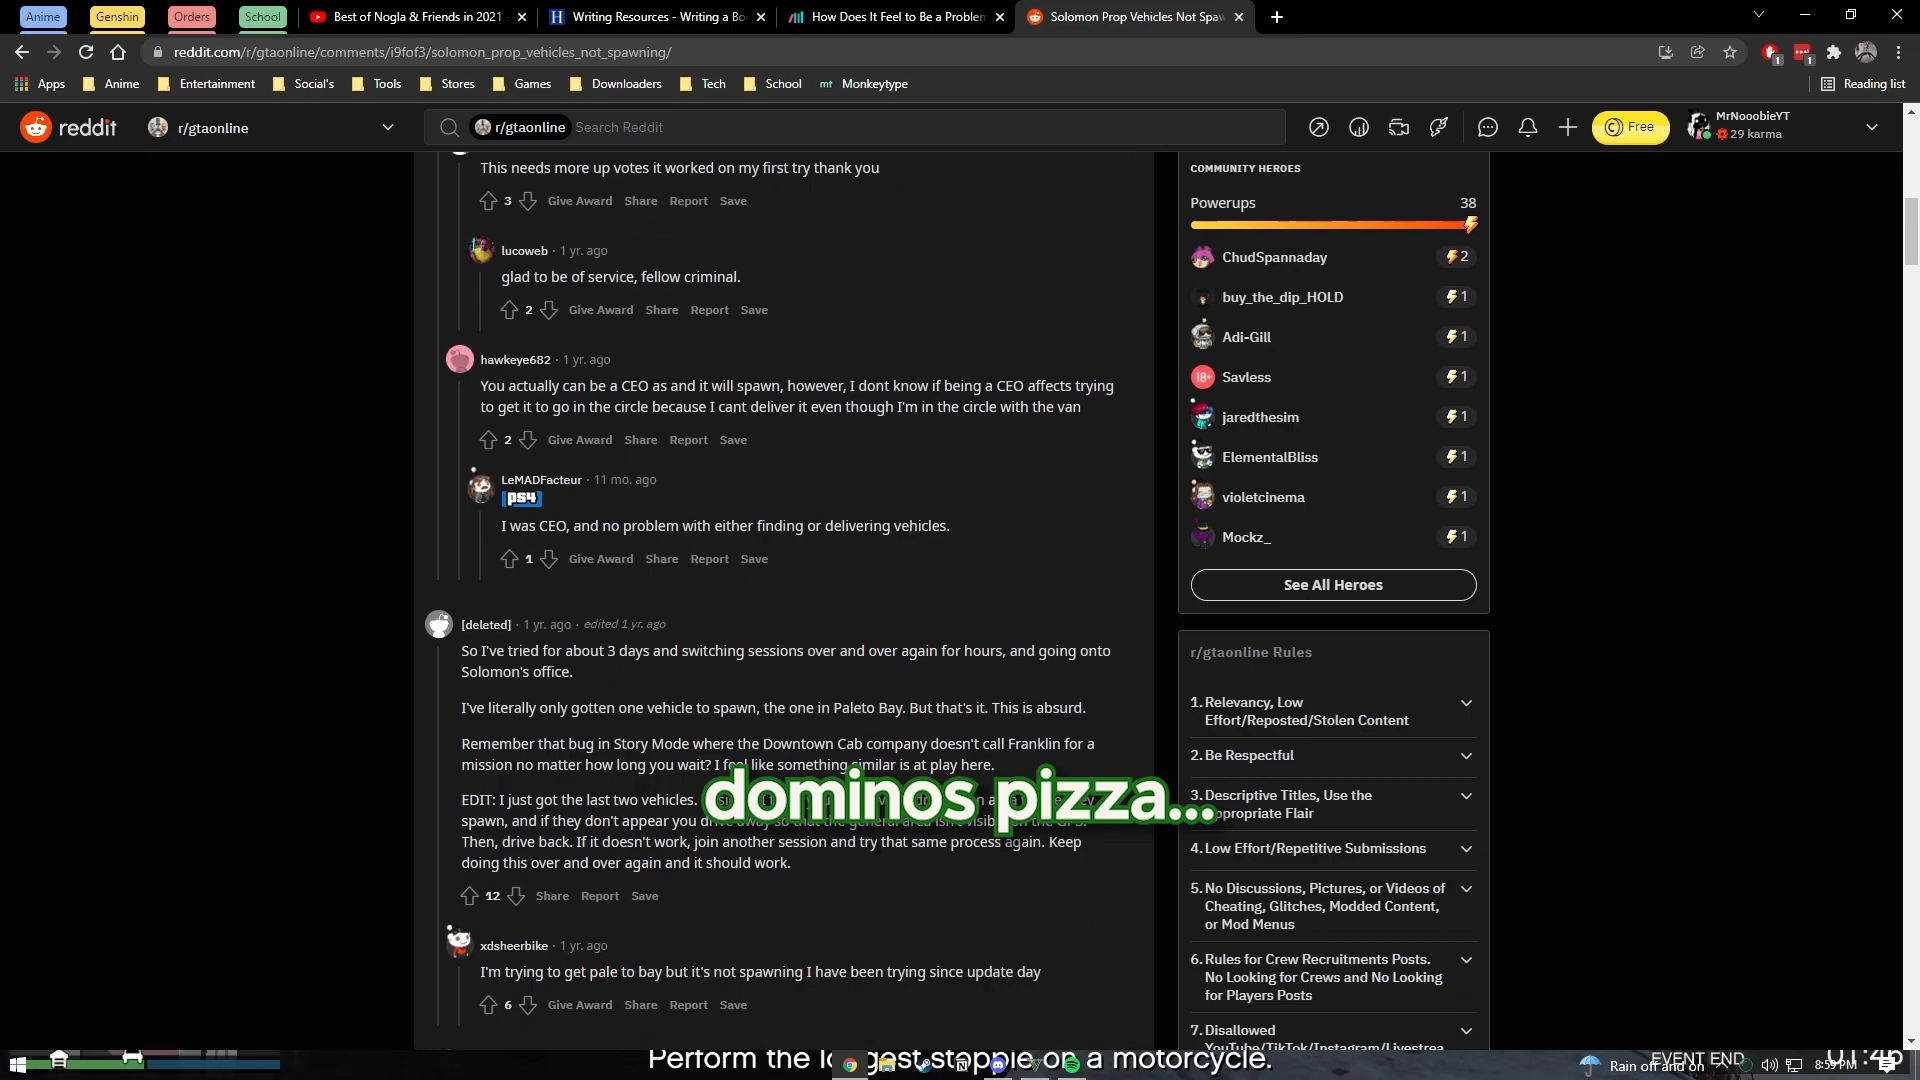 Anime
Genshin
Orders
School
Best of Nogla & Friends in 2021 -
Writing Resources - Writing a Bo
How Does It Feel to Be a Problem
Solomon Prop Vehicles Not Spaw
reddit.com/r/gtaonline/comments/i9fof3/solomon_prop_vehicles_not_spawning/
Apps
Anime
Entertainment
Social's
Tools
Stores
Games
Downloaders
Tech
School
mt Monkeytype
Reading list
reddit
r/gtaonline
r/gtaonline Search Reddit
Free
MrNooobieYT
29 karma
This needs more up votes it worked on my first try thank you
3 Give Award Share Report Save
lucoweb · 1 yr. ago
glad to be of service, fellow criminal.
2 Give Award Share Report Save
hawkeye682 · 1 yr. ago
You actually can be a CEO as and it will spawn, however, I dont know if being a CEO affects trying
to get it to go in the circle because I cant deliver it even though I'm in the circle with the van
2 Give Award Share Report Save
LeMADFacteur · 11 mo. ago
PS4
I was CEO, and no problem with either finding or delivering vehicles.
1 Give Award Share Report Save
[deleted] · 1 yr. ago · edited 1 yr. ago
So I've tried for about 3 days and switching sessions over and over again for hours, and going onto
Solomon's office.
I've literally only gotten one vehicle to spawn, the one in Paleto Bay. But that's it. This is absurd.
Remember that bug in Story Mode where the Downtown Cab company doesn't call Franklin for a
mission no matter how long you wait? I feel like something similar is at play here.
EDIT: I just got the last two vehicles.
spawn, and if they don't appear you
Then, drive back. If it doesn't work, join another session and try that same process again. Keep
doing this over and over again and it should work.
12 Share Report Save
xdsheerbike · 1 yr. ago
I'm trying to get pale to bay but it's not spawning I have been trying since update day
6 Give Award Share Report Save
dominos pizza...
COMMUNITY HEROES
Powerups 38
ChudSpannaday 2
buy_the_dip_HOLD 1
Adi-Gill 1
18+ Savless 1
jaredthesim 1
ElementalBliss 1
violetcinema 1
Mockz_ 1
See All Heroes
r/gtaonline Rules
1. Relevancy, Low
Effort/Reposted/Stolen Content
2. Be Respectful
3. Descriptive Titles, Use the
Appropriate Flair
4. Low Effort/Repetitive Submissions
5. No Discussions, Pictures, or Videos of
Cheating, Glitches, Modded Content,
or Mod Menus
6. Rules for Crew Recruitments Posts.
No Looking for Crews and No Looking
for Players Posts
7. Disallowed
YouTube/TikTok/Instagram/Livestrea
Perform the longest stoppie on a motorcycle.
Rain off and on
EVENT END
01:46
8:59 PM